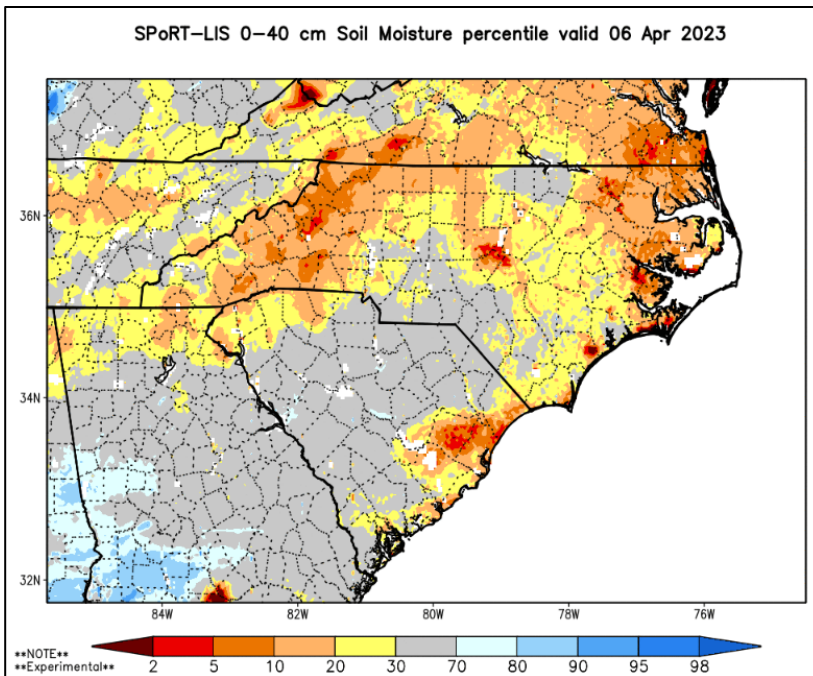 SPoRT-LIS 0-40 cm Soil Moisture percentile valid 06 Apr 2023
36N
34N
32N
84W 82W 80W 78W 76W
**NOTE**
**Experimental**
2 5 10 20 30 70 80 90 95 98